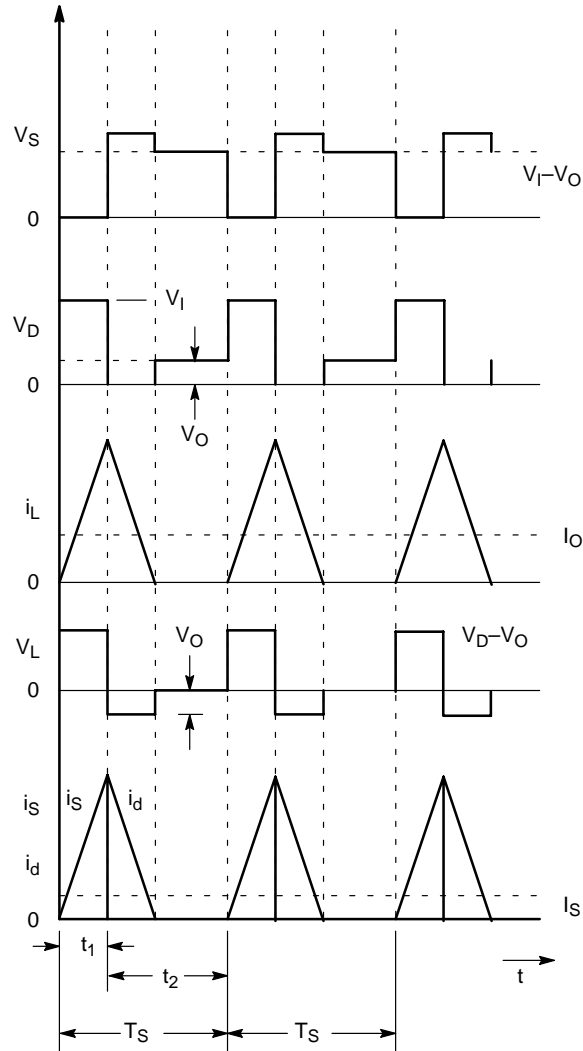 V_S
V_I–V_O
0
V_I
V_D
0
V_O
i_L
I_O
0
V_O
V_D–V_O
V_L
0
i_S
i_S
i_d
i_d
I_S
0
t_1
t
t_2
T_S
T_S